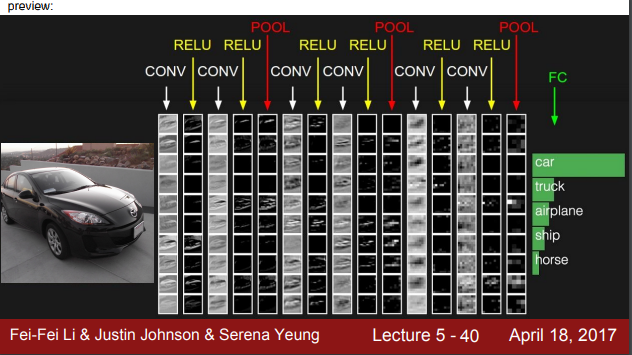 preview:
POOL POOL POOL
RELU RELU RELU RELU RELU RELU
CONV CONV CONV CONV CONV CONV
FC
car
truck
airplane
ship
horse
Fei-Fei Li & Justin Johnson & Serena Yeung Lecture 5 - 40 April 18, 2017